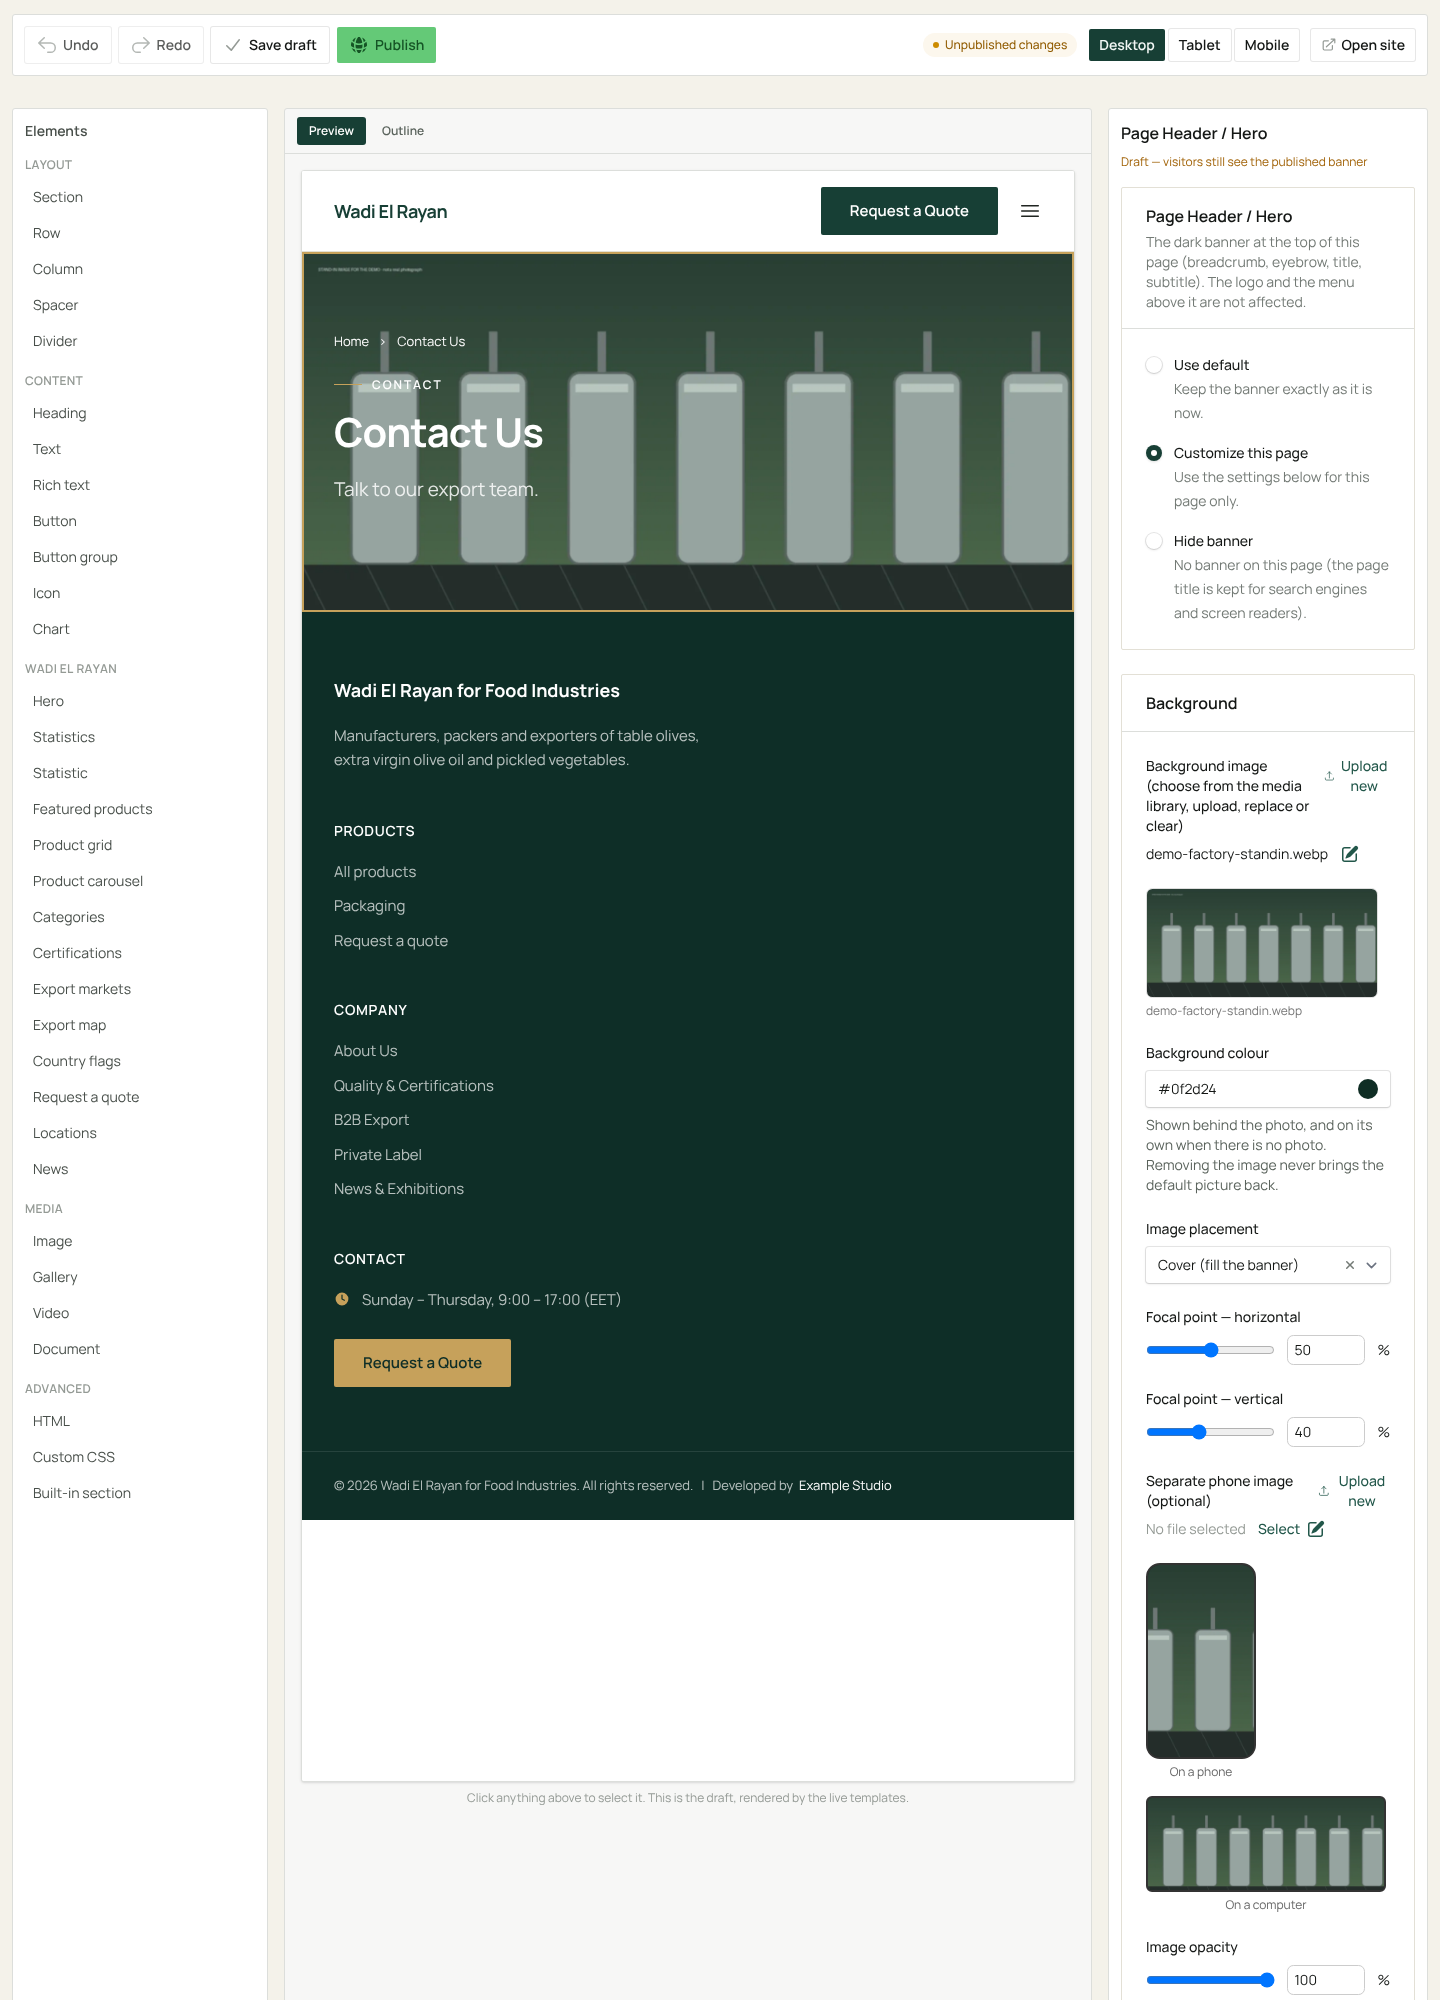 Undo
Redo
Save draft
Publish
Unpublished changes
Desktop
Tablet
Mobile
Open site
Elements
LAYOUT
Section
Row
Column
Spacer
Divider
CONTENT
Heading
Text
Rich text
Button
Button group
Icon
Chart
WADI EL RAYAN
Hero
Statistics
Statistic
Featured products
Product grid
Product carousel
Categories
Certifications
Export markets
Export map
Country flags
Request a quote
Locations
News
MEDIA
Image
Gallery
Video
Document
ADVANCED
HTML
Custom CSS
Built-in section
Preview
Outline
Wadi El Rayan
Request a Quote
Home › Contact Us
CONTACT
Contact Us
Talk to our export team.
Wadi El Rayan for Food Industries
Manufacturers, packers and exporters of table olives,
extra virgin olive oil and pickled vegetables.
PRODUCTS
All products
Packaging
Request a quote
COMPANY
About Us
Quality & Certifications
B2B Export
Private Label
News & Exhibitions
CONTACT
Sunday – Thursday, 9:00 – 17:00 (EET)
Request a Quote
© 2026 Wadi El Rayan for Food Industries. All rights reserved. | Developed by Example Studio
Click anything above to select it. This is the draft, rendered by the live templates.
Page Header / Hero
Draft — visitors still see the published banner
Page Header / Hero
The dark banner at the top of this
page (breadcrumb, eyebrow, title,
subtitle). The logo and the menu
above it are not affected.
Use default
Keep the banner exactly as it is
now.
Customize this page
Use the settings below for this
page only.
Hide banner
No banner on this page (the page
title is kept for search engines
and screen readers).
Background
Background image
(choose from the media
library, upload, replace or
clear)
Upload
new
demo-factory-standin.webp
demo-factory-standin.webp
Background colour
#0f2d24
Shown behind the photo, and on its
own when there is no photo.
Removing the image never brings the
default picture back.
Image placement
Cover (fill the banner)
Focal point — horizontal
50 %
Focal point — vertical
40 %
Separate phone image
(optional)
Upload
new
No file selected Select
On a phone
On a computer
Image opacity
100 %